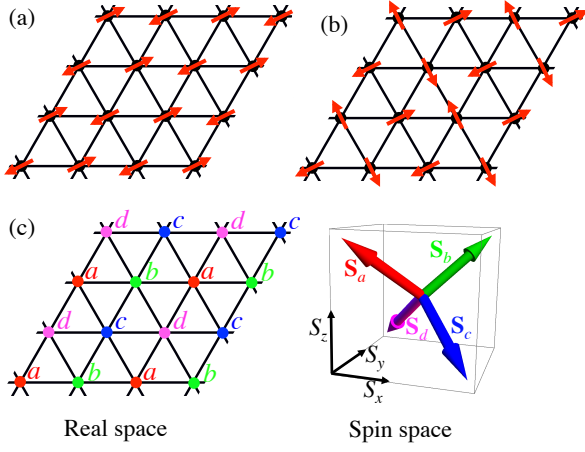 (a)
(b)
(c)
d c d c
a b a b
d c d c
a b a b
S_a S_b
S_d S_c
S_z S_y
S_x
Real space
Spin space